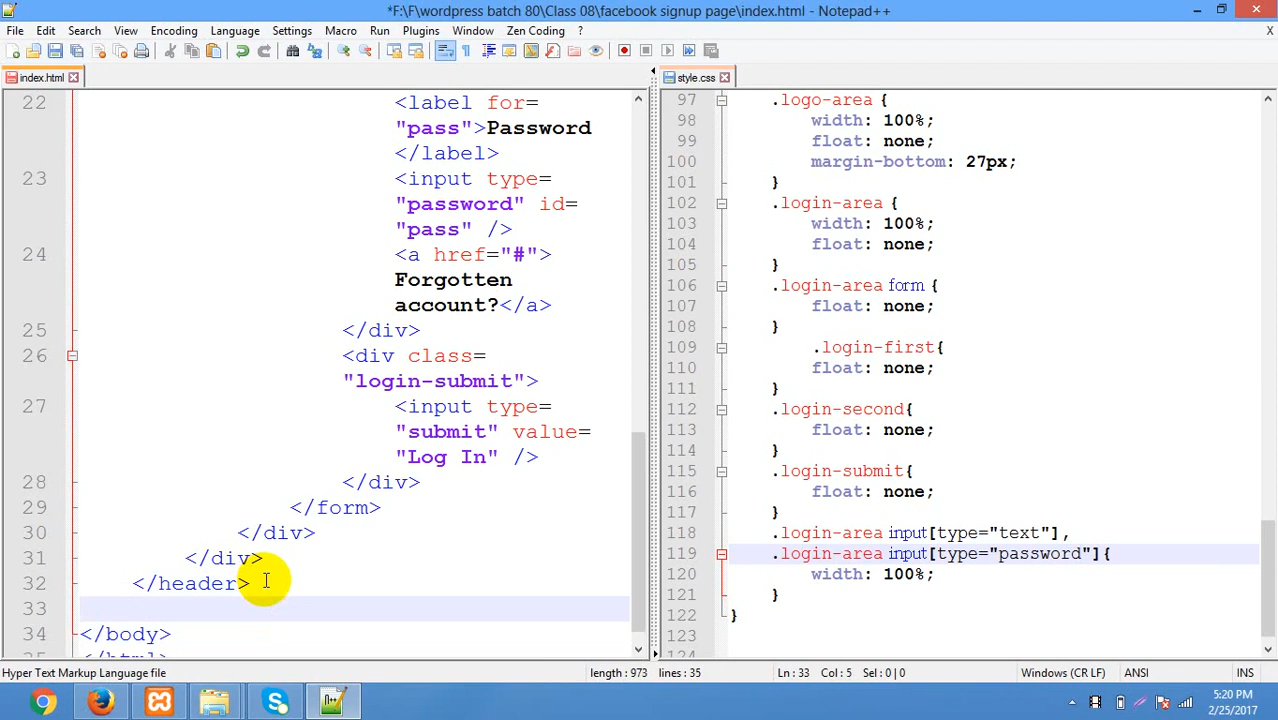 *F:\F\wordpress batch 80\Class 08\facebook signup page\index.html - Notepad++
File Edit Search View Encoding Language Settings Macro Run Plugins Window Zen Coding ? X
index.html
22 <label for=
"pass">Password
</label>
23 <input type=
"password" id=
"pass" />
24 <a href="#">
Forgotten
account?</a>
25 </div>
26 <div class=
"login-submit">
27 <input type=
"submit" value=
"Log In" />
28 </div>
29 </form>
30 </div>
31 </div>
32 </header>
33
34 </body>
</html>
style.css
97 .logo-area {
98 width: 100%;
99 float: none;
100 margin-bottom: 27px;
101 }
102 .login-area {
103 width: 100%;
104 float: none;
105 }
106 .login-area form {
107 float: none;
108 }
109 .login-first{
110 float: none;
111 }
112 .login-second{
113 float: none;
114 }
115 .login-submit{
116 float: none;
117 }
118 .login-area input[type="text"],
119 .login-area input[type="password"]{
120 width: 100%;
121 }
122 }
123
124
Hyper Text Markup Language file length : 973 lines : 35 Ln : 33 Col : 5 Sel : 0 | 0 Windows (CR LF) ANSI INS
5:20 PM
2/25/2017